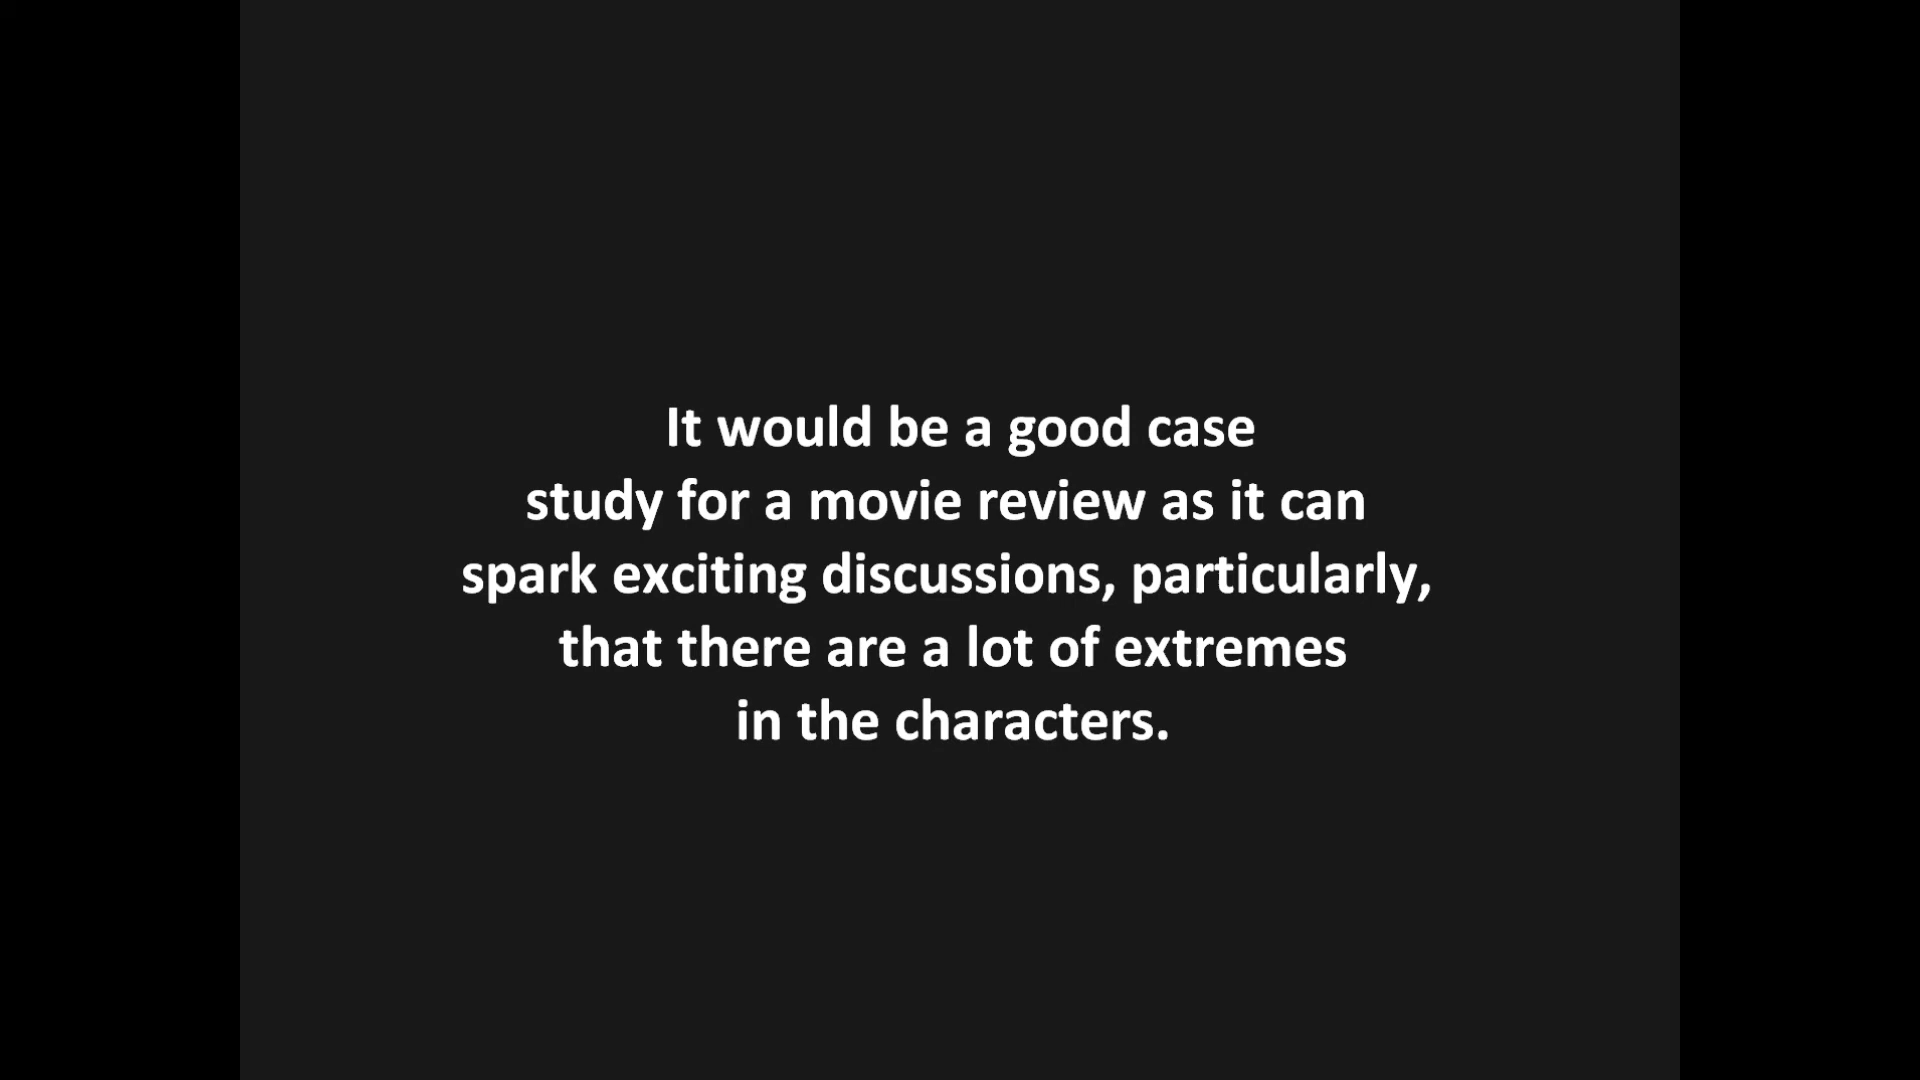 It would be a good case
study for a movie review as it can
spark exciting discussions, particularly,
that there are a lot of extremes
in the characters.